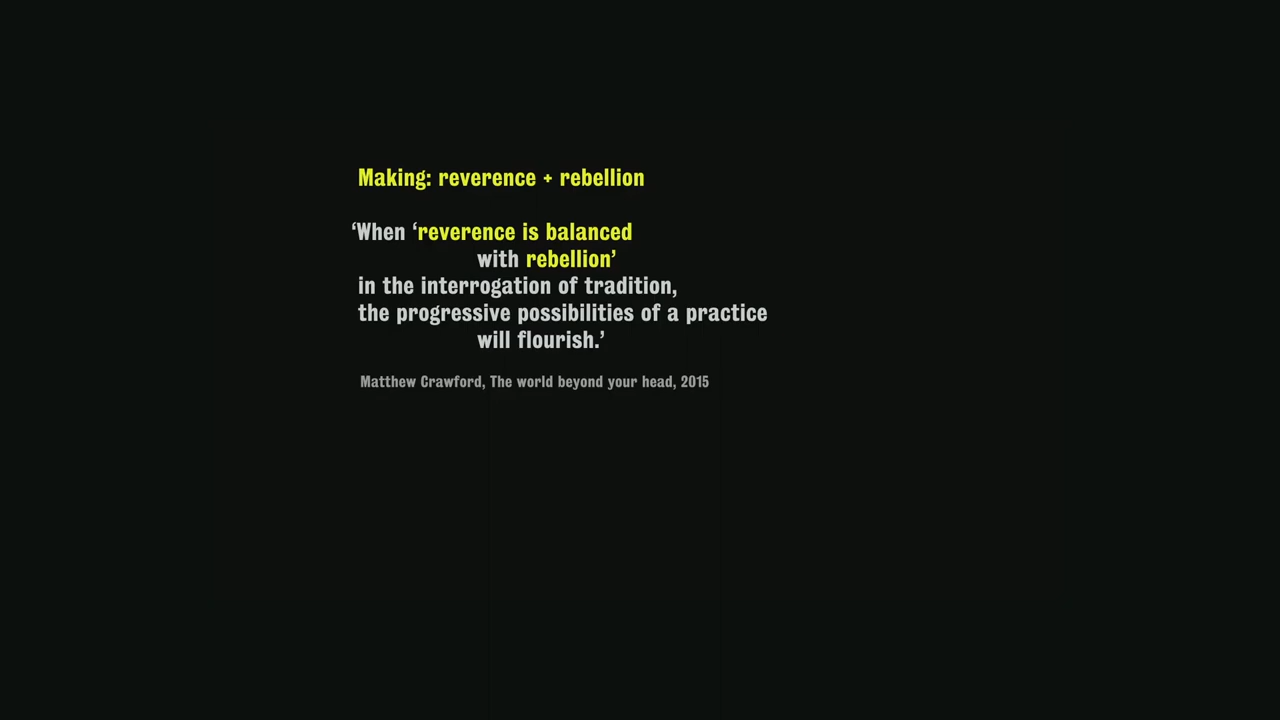 Making: reverence + rebellion
‘When ‘reverence is balanced
with rebellion’
in the interrogation of tradition,
the progressive possibilities of a practice
will flourish.’
Matthew Crawford, The world beyond your head, 2015